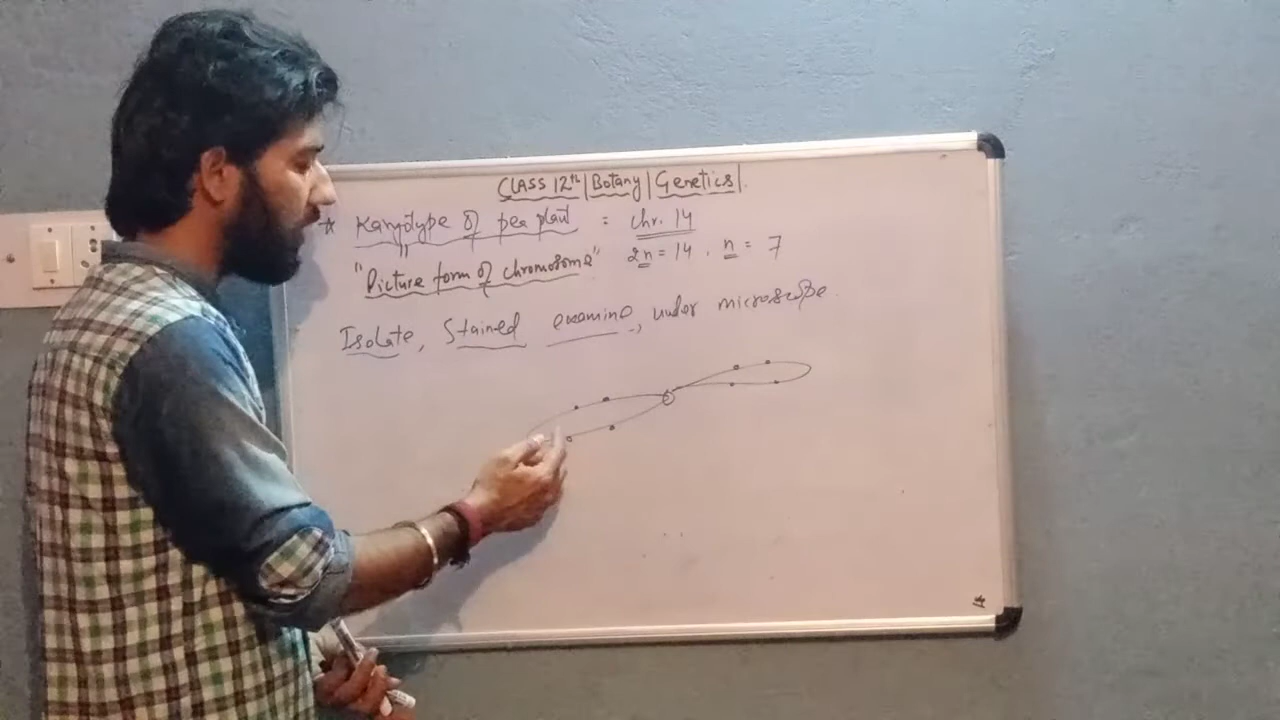 CLASS 12th | Botany | Genetics |
* Karyotype of pea plant = chr. 14
"Picture form of chromosome" 2n = 14 , n = 7
Isolate, Stained examine, under microscope